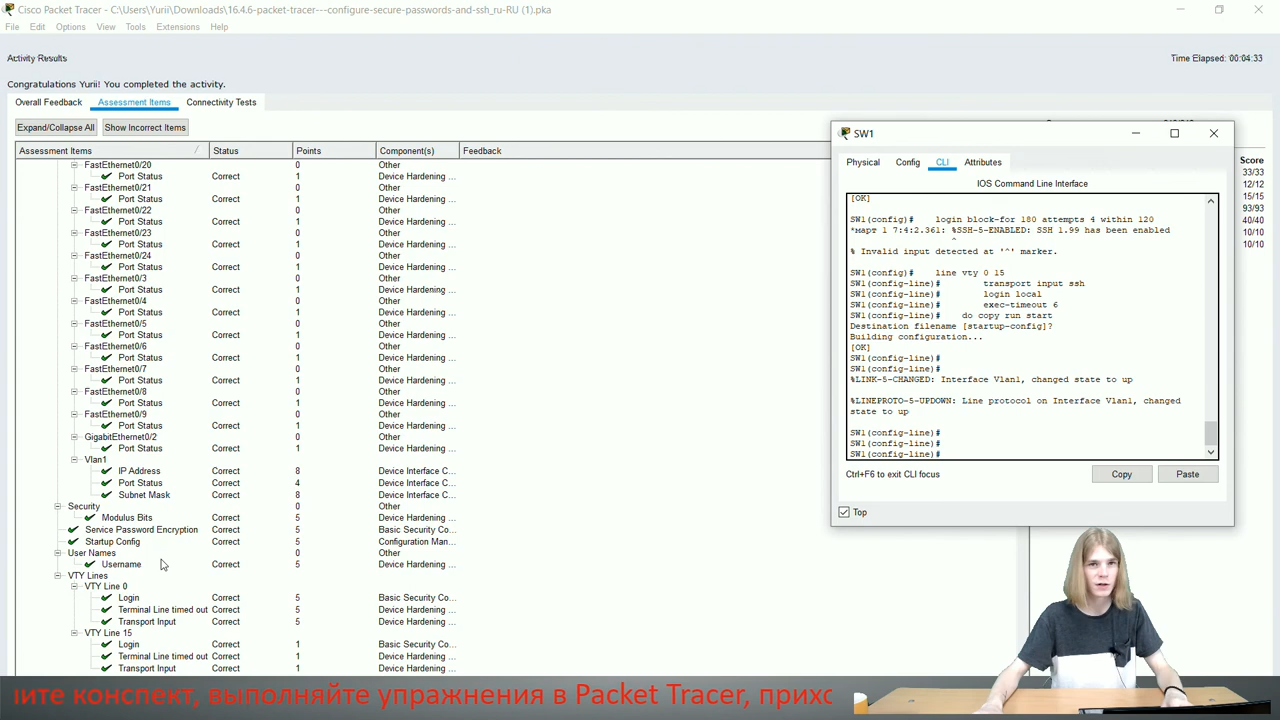 Cisco Packet Tracer - C:\Users\Yurii\Downloads\16.4.6-packet-tracer---configure-secure-passwords-and-ssh_ru-RU (1).pka
File Edit Options View Tools Extensions Help
Activity Results
Time Elapsed: 00:04:33
Congratulations Yurii! You completed the activity.
Overall Feedback Assessment Items Connectivity Tests
Expand/Collapse All Show Incorrect Items
Assessment Items Status Points Component(s) Feedback
FastEthernet0/20 0 Other
Port Status Correct 1 Device Hardening ...
FastEthernet0/21 0 Other
Port Status Correct 1 Device Hardening ...
FastEthernet0/22 0 Other
Port Status Correct 1 Device Hardening ...
FastEthernet0/23 0 Other
Port Status Correct 1 Device Hardening ...
FastEthernet0/24 0 Other
Port Status Correct 1 Device Hardening ...
FastEthernet0/3 0 Other
Port Status Correct 1 Device Hardening ...
FastEthernet0/4 0 Other
Port Status Correct 1 Device Hardening ...
FastEthernet0/5 0 Other
Port Status Correct 1 Device Hardening ...
FastEthernet0/6 0 Other
Port Status Correct 1 Device Hardening ...
FastEthernet0/7 0 Other
Port Status Correct 1 Device Hardening ...
FastEthernet0/8 0 Other
Port Status Correct 1 Device Hardening ...
FastEthernet0/9 0 Other
Port Status Correct 1 Device Hardening ...
GigabitEthernet0/2 0 Other
Port Status Correct 1 Device Hardening ...
Vlan1 0 Other
IP Address Correct 8 Device Interface C...
Port Status Correct 4 Device Interface C...
Subnet Mask Correct 8 Device Interface C...
Security 0 Other
Modulus Bits Correct 5 Device Hardening ...
Service Password Encryption Correct 5 Basic Security Co...
Startup Config Correct 5 Configuration Man...
User Names 0 Other
Username Correct 5 Device Hardening ...
VTY Lines 0 Other
VTY Line 0 0 Other
Login Correct 5 Basic Security Co...
Terminal Line timed out Correct 5 Device Hardening ...
Transport Input Correct 5 Device Hardening ...
VTY Line 15 0 Other
Login Correct 1 Basic Security Co...
Terminal Line timed out Correct 1 Device Hardening ...
Transport Input Correct 1 Device Hardening ...
SW1
Physical Config CLI Attributes
IOS Command Line Interface
[OK]
SW1(config)# login block-for 180 attempts 4 within 120
*март 1 7:4:2.361: %SSH-5-ENABLED: SSH 1.99 has been enabled
^
% Invalid input detected at '^' marker.
SW1(config)# line vty 0 15
SW1(config-line)# transport input ssh
SW1(config-line)# login local
SW1(config-line)# exec-timeout 6
SW1(config-line)# do copy run start
Destination filename [startup-config]?
Building configuration...
[OK]
SW1(config-line)#
SW1(config-line)#
%LINK-5-CHANGED: Interface Vlan1, changed state to up
%LINEPROTO-5-UPDOWN: Line protocol on Interface Vlan1, changed
state to up
SW1(config-line)#
SW1(config-line)#
SW1(config-line)#
Ctrl+F6 to exit CLI focus
Copy Paste
Top
Score
33/33
12/12
15/15
93/93
40/40
10/10
10/10
ите конспект, выполняйте упражнения в Packet Tracer, прихо